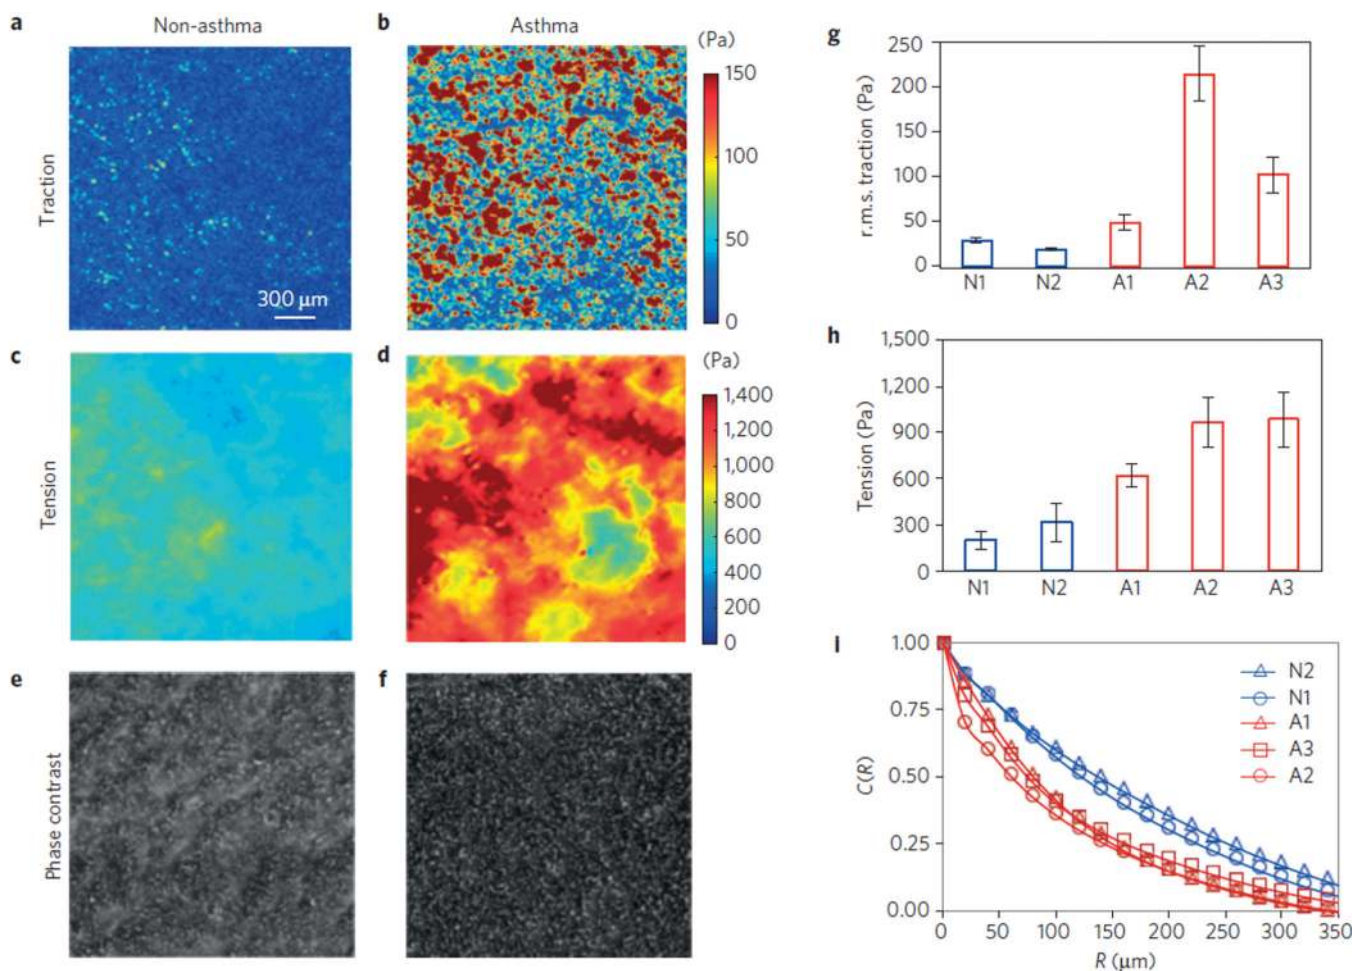 a
Non-asthma
b
Asthma
(Pa)
Traction
300 µm
150
100
50
0
c
d
(Pa)
Tension
1,400
1,200
1,000
800
600
400
200
0
e
f
Phase contrast
g
r.m.s. traction (Pa)
250
200
150
100
50
0
N1 N2 A1 A2 A3
h
Tension (Pa)
1,500
1,200
900
600
300
0
N1 N2 A1 A2 A3
i
C(R)
1.00
0.75
0.50
0.25
0.00
N2
N1
A1
A3
A2
0 50 100 150 200 250 300 350
R (µm)